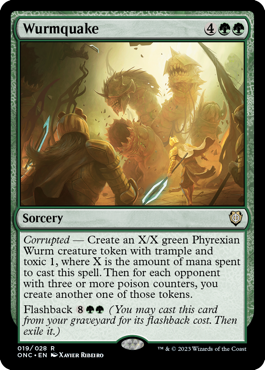 Wurmquake 4
Sorcery
Corrupted — Create an X/X green Phyrexian
Wurm creature token with trample and
toxic 1, where X is the amount of mana spent
to cast this spell. Then for each opponent
with three or more poison counters, you
create another one of those tokens.
Flashback 8 (You may cast this card
from your graveyard for its flashback cost. Then
exile it.)
019/028 R
ONC • EN Xavier Ribeiro
™ & © 2023 Wizards of the Coast